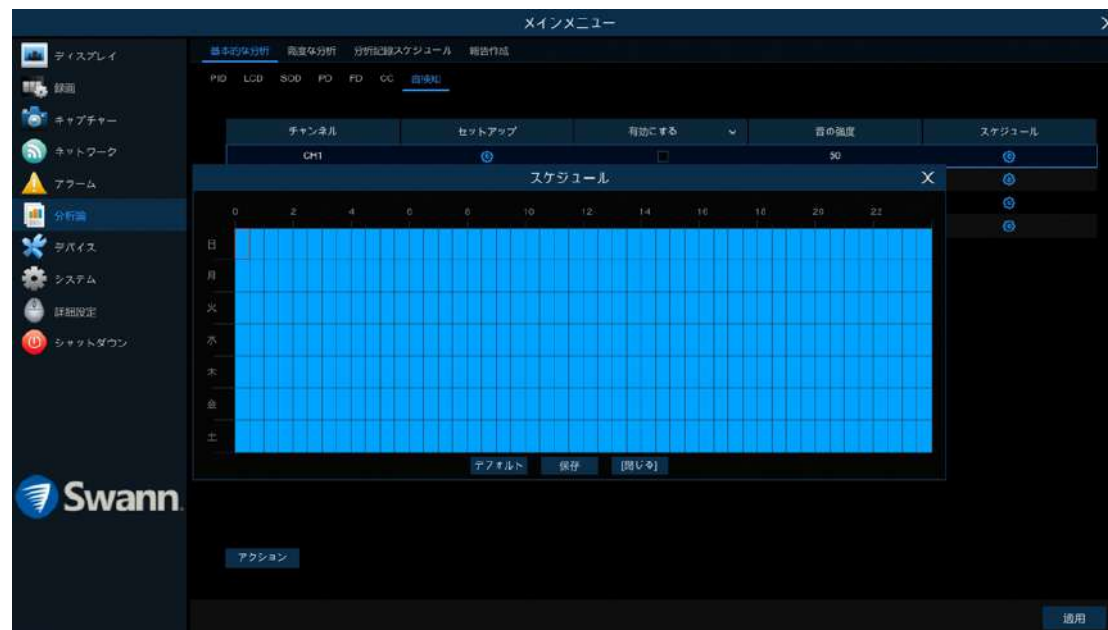 メインメニュー X
ディスプレイ
録画
キャプチャー
ネットワーク
アラーム
分析論
デバイス
システム
詳細設定
シャットダウン
Swann
基本的な分析 高度な分析 分析記録スケジュール 報告作成
PID LCD SOD PD FD CC 音検知
チャンネル セットアップ 有効にする 音の強度 スケジュール
CH1 50
スケジュール X
0 2 4 6 8 10 12 14 16 18 20 22
日
月
火
水
木
金
土
デフォルト 保存 [閉じる]
アクション
適用